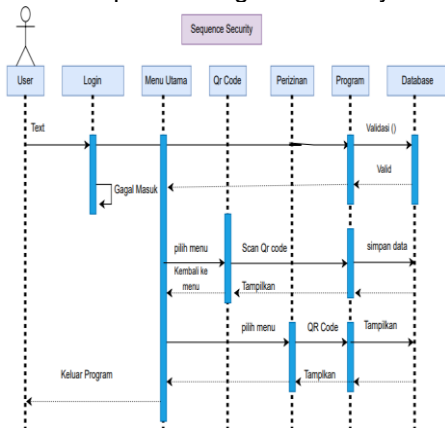 Sequence Security
User Login Menu Utama Qr Code Perizinan Program Database
Text
Validasi ()
Valid
Gagal Masuk
pilih menu
Scan Qr code
simpan data
Kembali ke
menu
Tampilkan
pilih menu
QR Code
Tampilkan
Tamplkan
Keluar Program